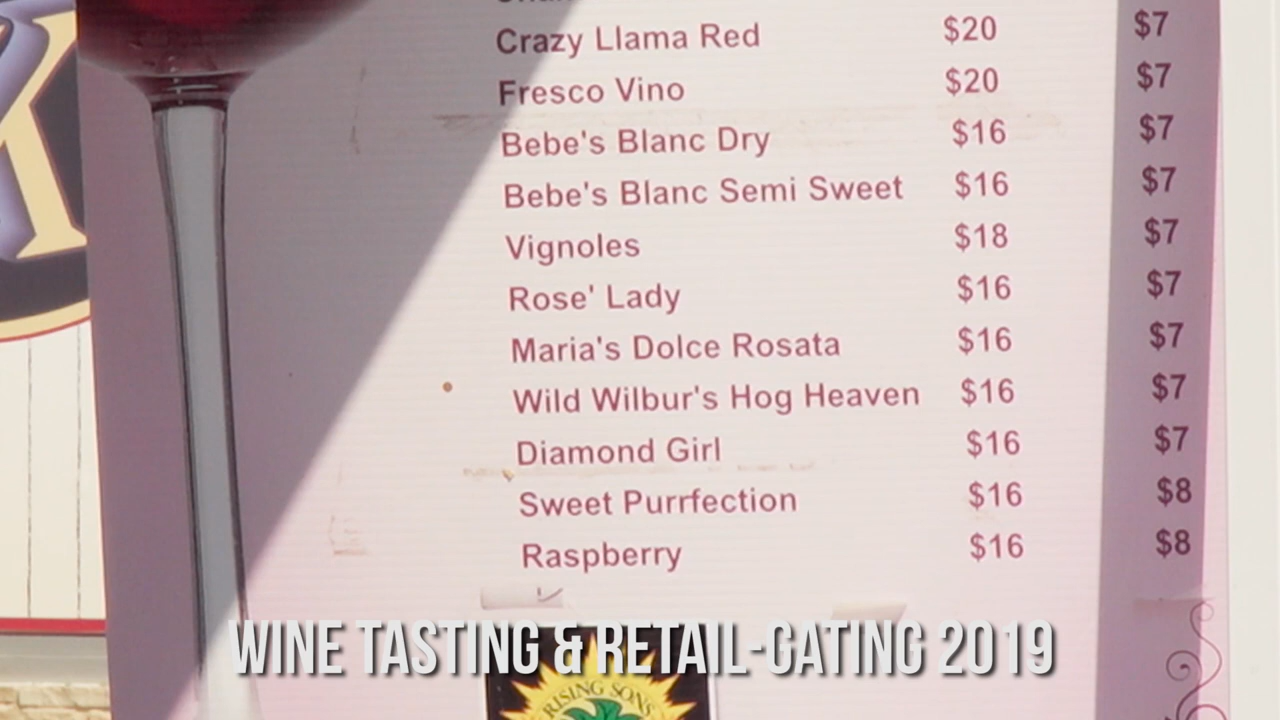 Crazy Llama Red $20 $7
Fresco Vino $20 $7
Bebe's Blanc Dry $16 $7
Bebe's Blanc Semi Sweet $16 $7
Vignoles $18 $7
Rose' Lady $16 $7
Maria's Dolce Rosata $16 $7
Wild Wilbur's Hog Heaven $16 $7
Diamond Girl $16 $7
Sweet Purrfection $16 $8
Raspberry $16 $8
WINE TASTING & RETAIL-GATING 2019
RISING SONS